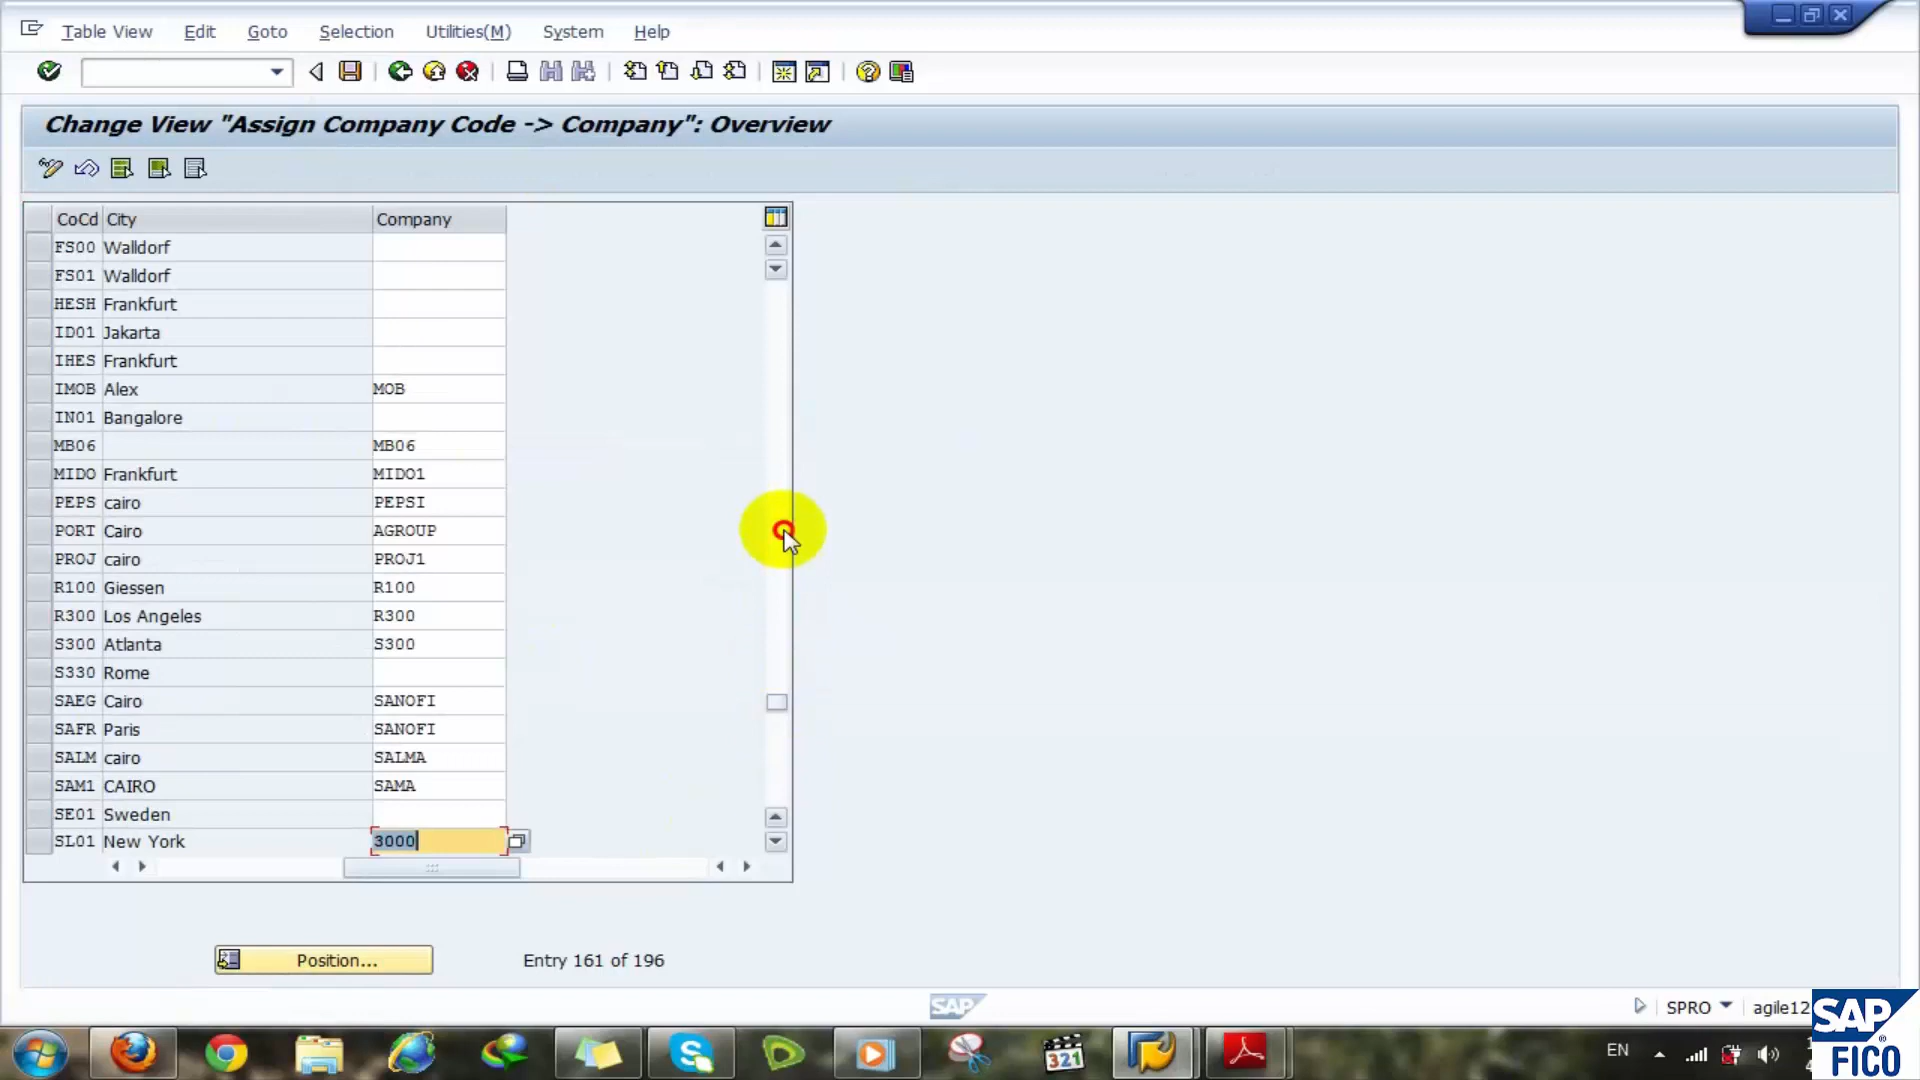 Table View Edit Goto Selection Utilities(M) System Help
Change View "Assign Company Code -> Company": Overview
CoCd City Company
FS00 Walldorf
FS01 Walldorf
HESH Frankfurt
ID01 Jakarta
IHES Frankfurt
IMOB Alex MOB
IN01 Bangalore
MB06 MB06
MIDO Frankfurt MIDO1
PEPS cairo PEPSI
PORT Cairo AGROUP
PROJ cairo PROJ1
R100 Giessen R100
R300 Los Angeles R300
S300 Atlanta S300
S330 Rome
SAEG Cairo SANOFI
SAFR Paris SANOFI
SALM cairo SALMA
SAM1 CAIRO SAMA
SE01 Sweden
SL01 New York 3000
Position... Entry 161 of 196
SAP SPRO agile12
SAP
FICO
321 EN